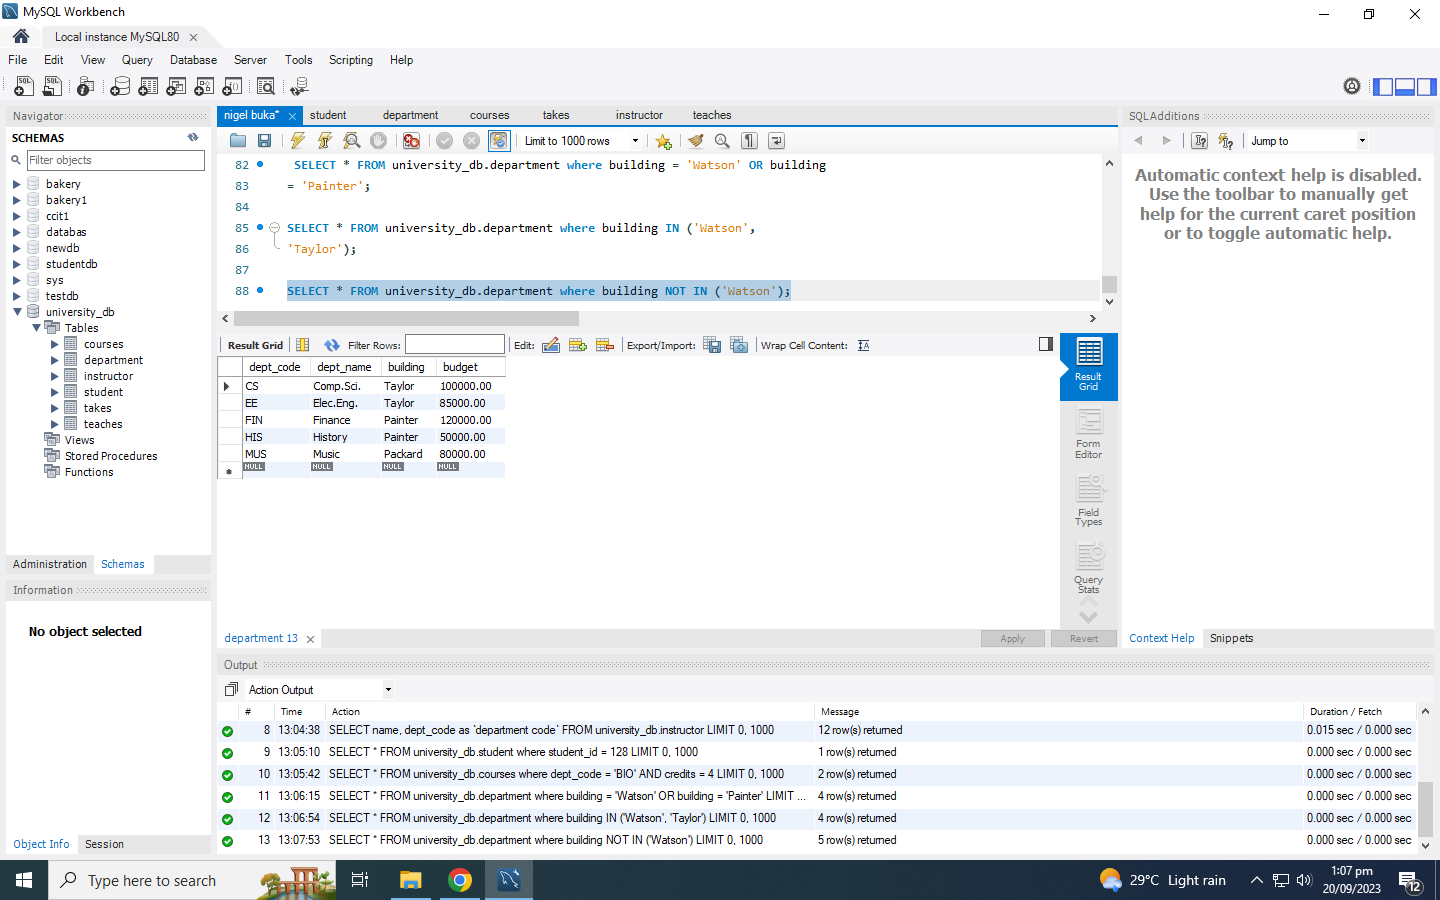 MySQL Workbench
Local instance MySQL80
File Edit View Query Database Server Tools Scripting Help
Navigator
SCHEMAS
Filter objects
bakery
bakery1
ccit1
databas
newdb
studentdb
sys
testdb
university_db
Tables
courses
department
instructor
student
takes
teaches
Views
Stored Procedures
Functions
Administration Schemas
Information
No object selected
Object Info Session
nigel buka* student department courses takes instructor teaches
Limit to 1000 rows
82 SELECT * FROM university_db.department where building = 'Watson' OR building
83 = 'Painter';
84
85 SELECT * FROM university_db.department where building IN ('Watson',
86 'Taylor');
87
88 SELECT * FROM university_db.department where building NOT IN ('Watson');
Result Grid Filter Rows: Edit: Export/Import: Wrap Cell Content:
dept_code dept_name building budget
CS Comp.Sci. Taylor 100000.00
EE Elec.Eng. Taylor 85000.00
FIN Finance Painter 120000.00
HIS History Painter 50000.00
MUS Music Packard 80000.00
NULL NULL NULL NULL
Result
Grid
Form
Editor
Field
Types
Query
Stats
department 13 Apply Revert
SQLAdditions
Jump to
Automatic context help is disabled.
Use the toolbar to manually get
help for the current caret position
or to toggle automatic help.
Context Help Snippets
Output
Action Output
# Time Action Message Duration / Fetch
8 13:04:38 SELECT name, dept_code as `department code` FROM university_db.instructor LIMIT 0, 1000 12 row(s) returned 0.015 sec / 0.000 sec
9 13:05:10 SELECT * FROM university_db.student where student_id = 128 LIMIT 0, 1000 1 row(s) returned 0.000 sec / 0.000 sec
10 13:05:42 SELECT * FROM university_db.courses where dept_code = 'BIO' AND credits = 4 LIMIT 0, 1000 2 row(s) returned 0.000 sec / 0.000 sec
11 13:06:15 SELECT * FROM university_db.department where building = 'Watson' OR building = 'Painter' LIMIT ... 4 row(s) returned 0.000 sec / 0.000 sec
12 13:06:54 SELECT * FROM university_db.department where building IN ('Watson', 'Taylor') LIMIT 0, 1000 4 row(s) returned 0.000 sec / 0.000 sec
13 13:07:53 SELECT * FROM university_db.department where building NOT IN ('Watson') LIMIT 0, 1000 5 row(s) returned 0.000 sec / 0.000 sec
Type here to search
29°C Light rain
1:07 pm
20/09/2023
12